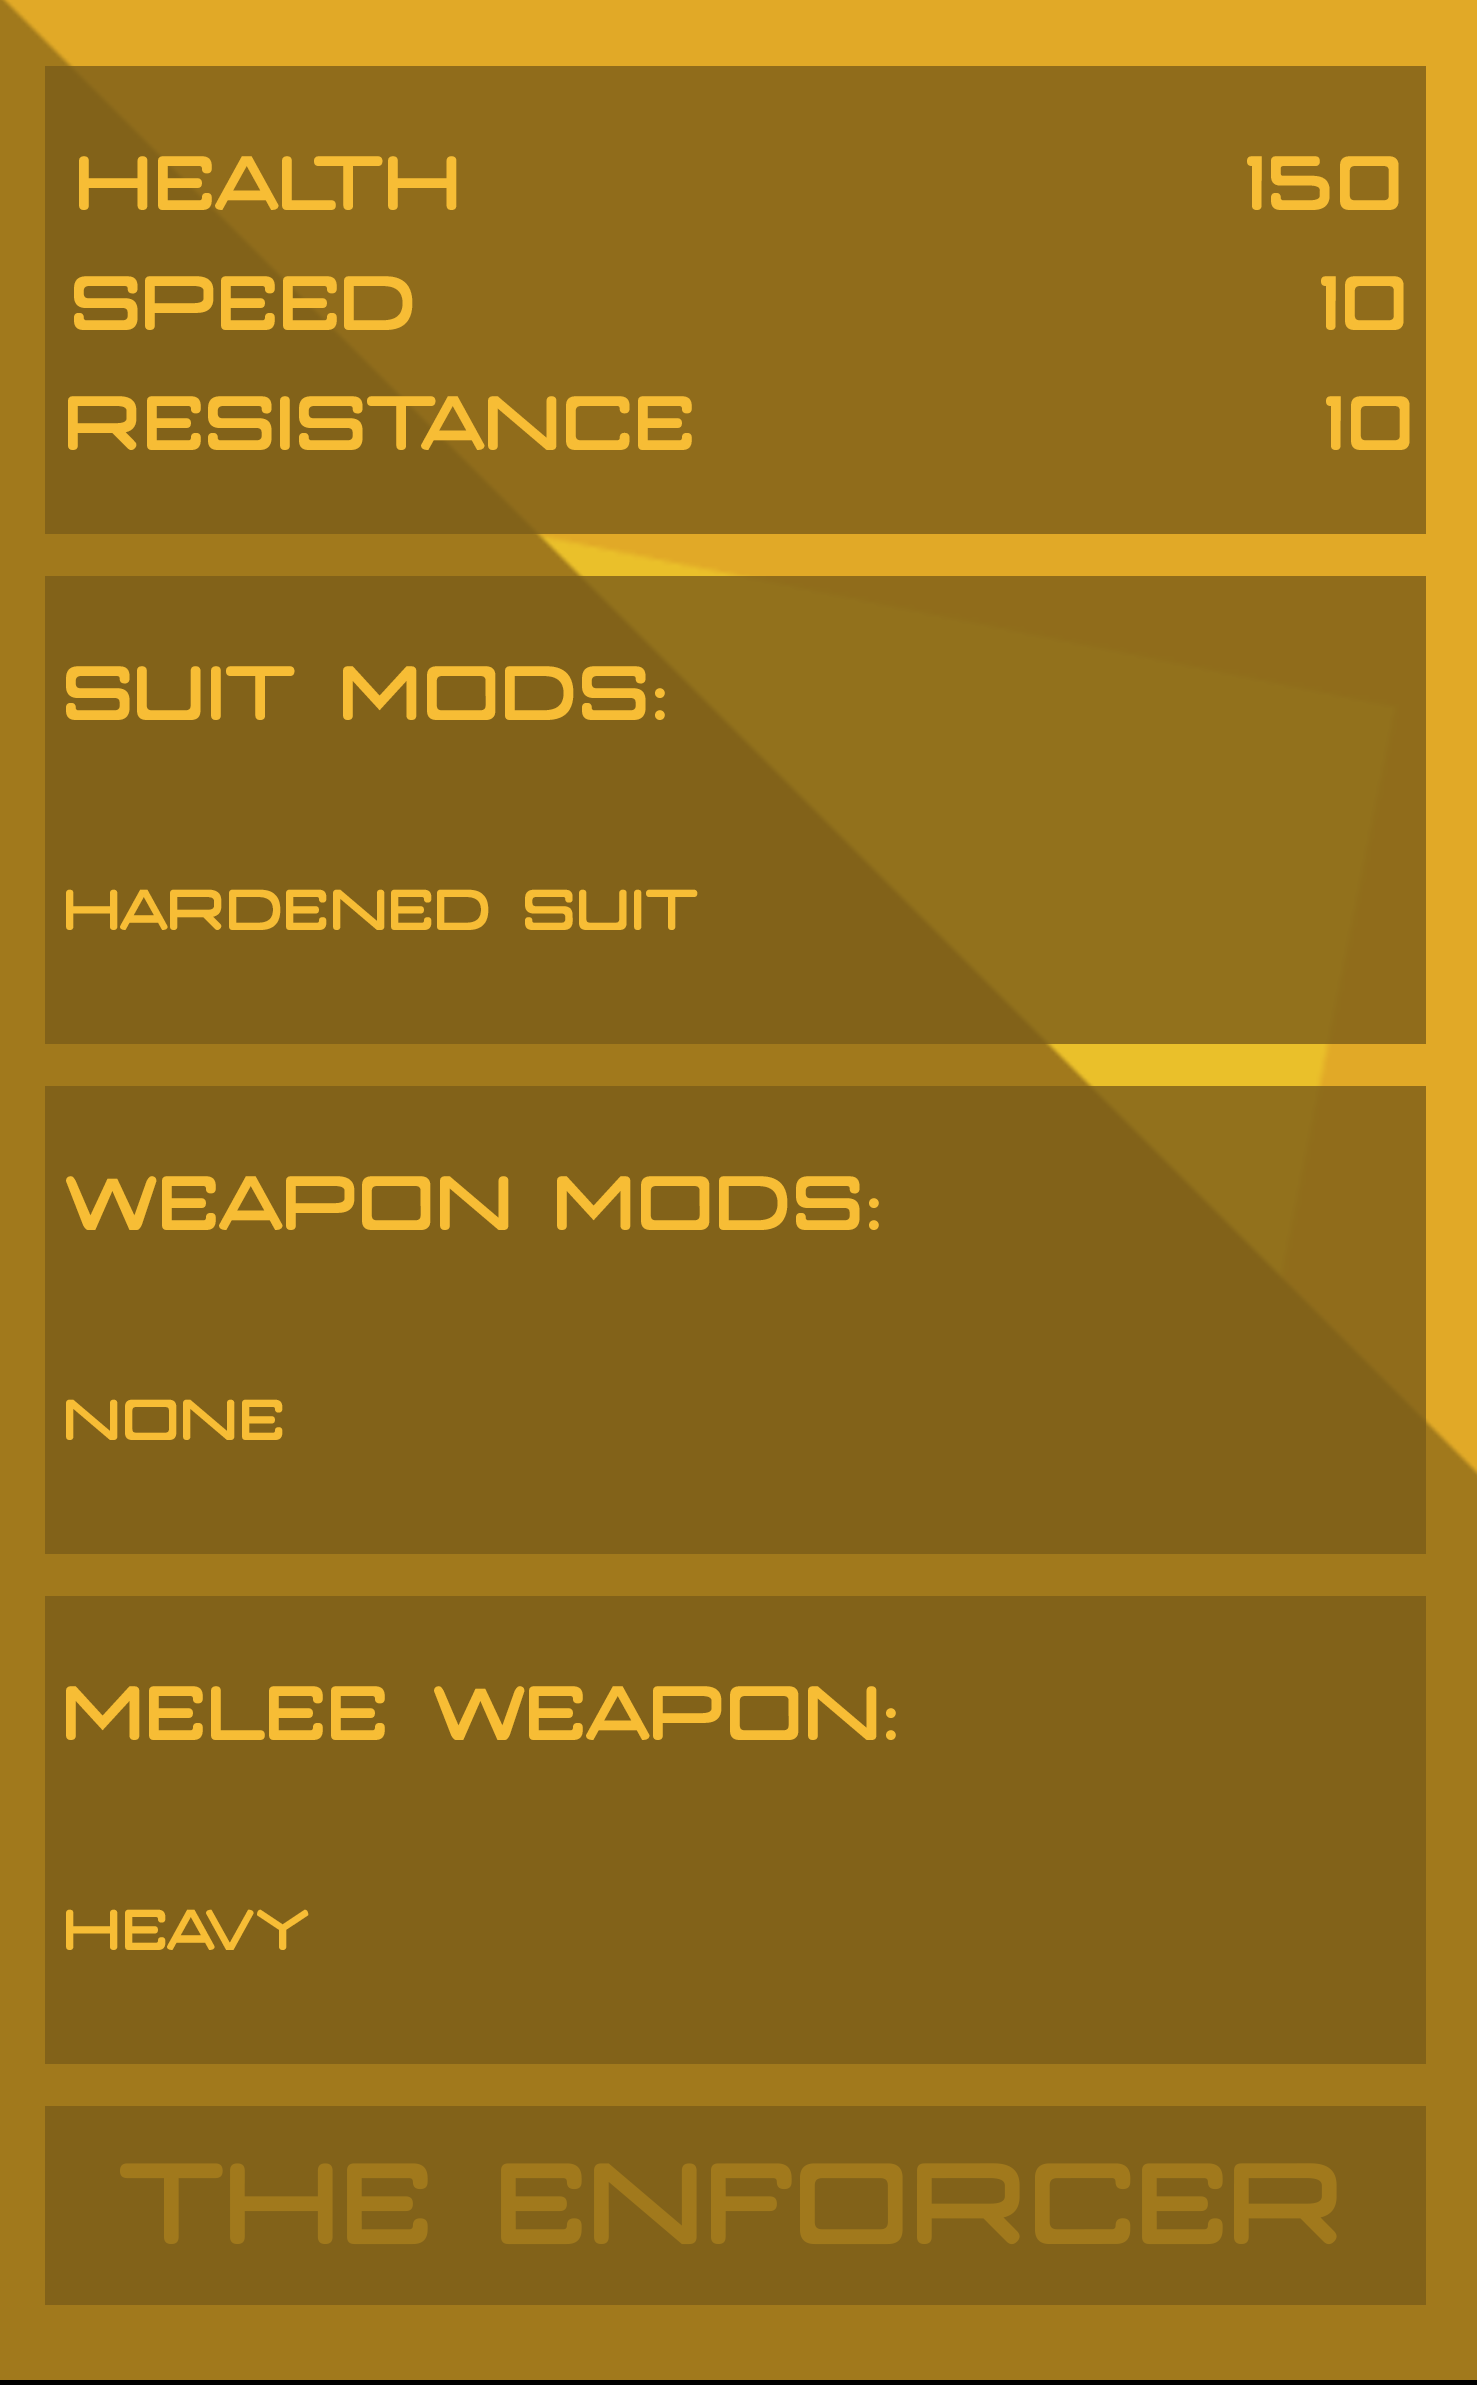 HEALTH 150
SPEED 10
RESISTANCE 10
SUIT MODS:
HARDENED SUIT
WEAPON MODS:
NONE
MELEE WEAPON:
HEAVY
THE ENFORCER